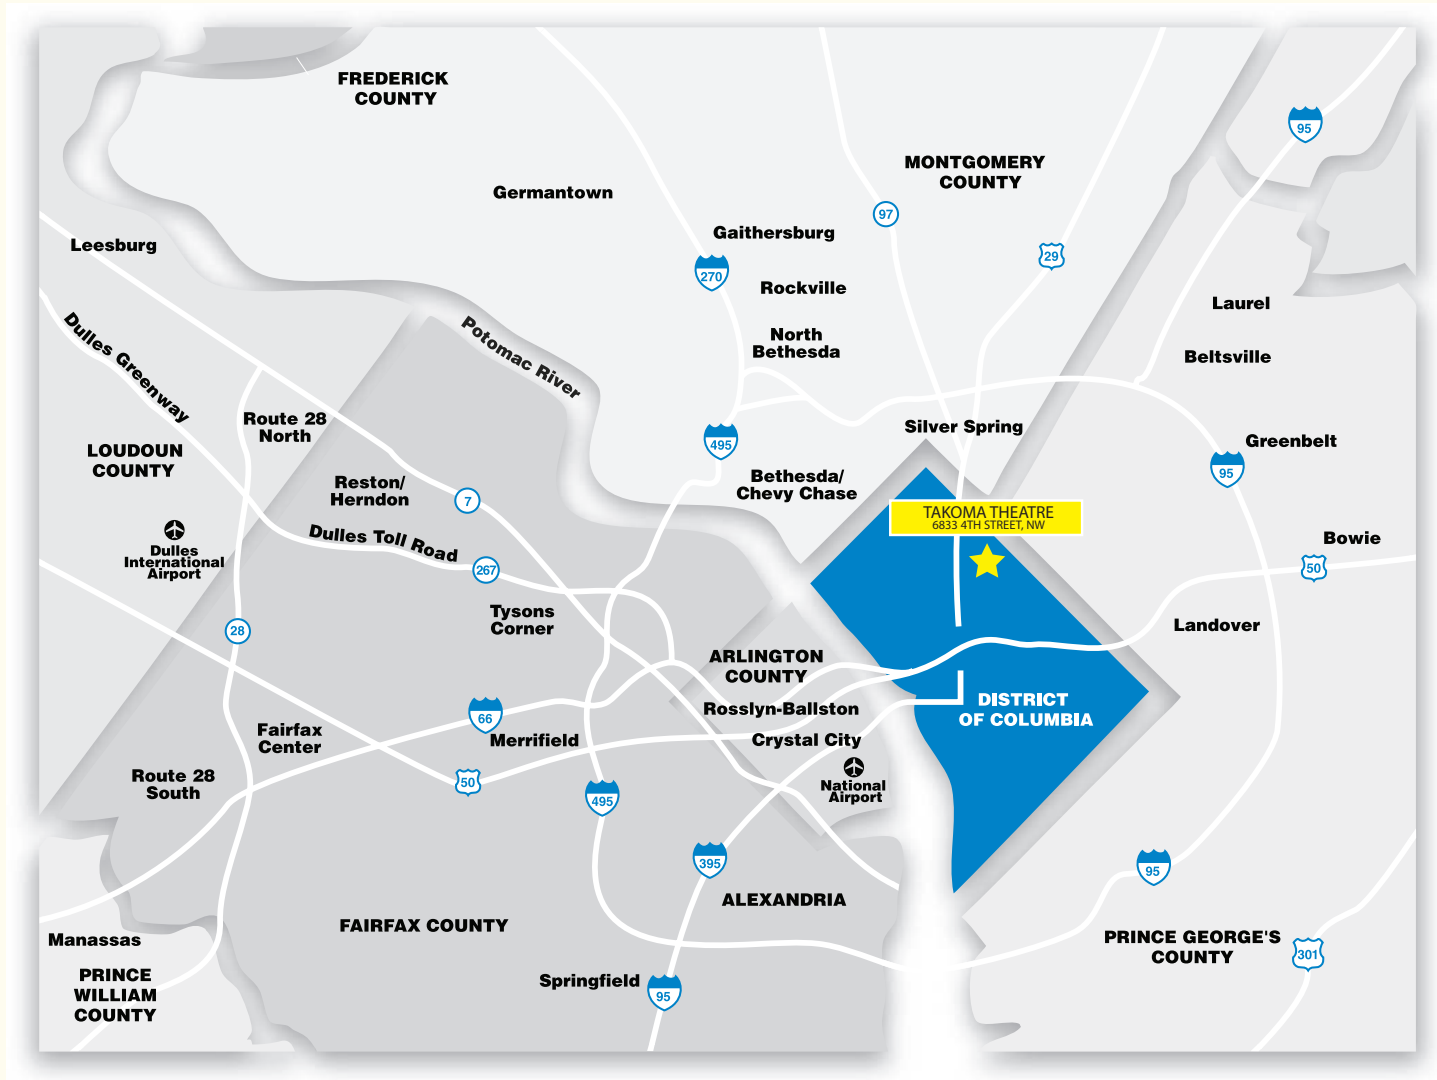 FREDERICK
COUNTY
95
MONTGOMERY
COUNTY
Germantown
97
Gaithersburg
Leesburg
29
270
Rockville
Laurel
Potomac River
Dulles Greenway
North
Bethesda
Beltsville
Route 28
North
Silver Spring
495
Greenbelt
LOUDOUN
COUNTY
95
Reston/
Herndon
7
Bethesda/
Chevy Chase
TAKOMA THEATRE
6833 4TH STREET, NW
Dulles Toll Road
Bowie
Dulles
International
Airport
267
50
Tysons
Corner
28
Landover
ARLINGTON
COUNTY
Rosslyn-Ballston
DISTRICT
OF COLUMBIA
66
Fairfax
Center
Merrifield
Crystal City
Route 28
South
50
National
Airport
495
395
95
ALEXANDRIA
FAIRFAX COUNTY
Manassas
PRINCE GEORGE'S
COUNTY
301
PRINCE
WILLIAM
COUNTY
Springfield
95